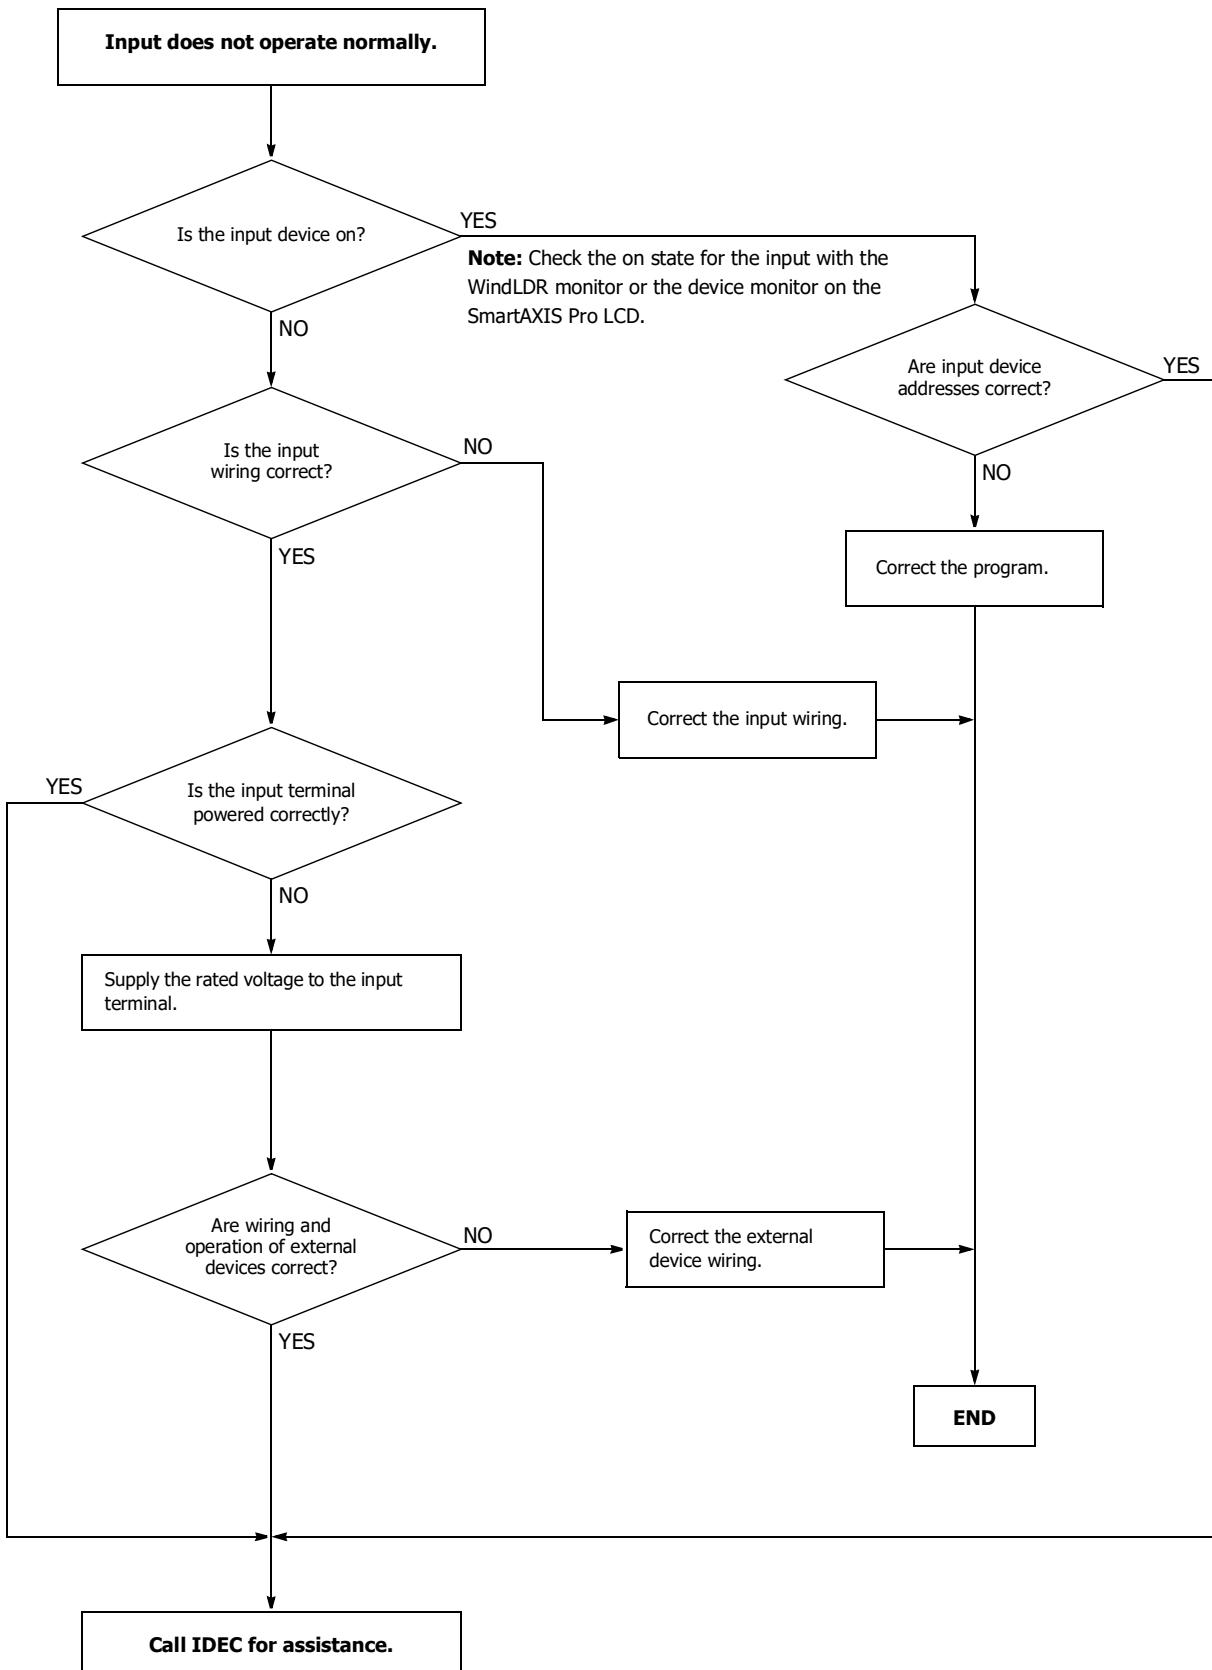 Input does not operate normally.
Is the input device on?
YES
Note: Check the on state for the input with the
WindLDR monitor or the device monitor on the
SmartAXIS Pro LCD.
NO
Are input device
addresses correct?
YES
NO
Is the input
wiring correct?
NO
YES
Correct the program.
Correct the input wiring.
YES
Is the input terminal
powered correctly?
NO
Supply the rated voltage to the input
terminal.
Are wiring and
operation of external
devices correct?
NO
Correct the external
device wiring.
YES
END
Call IDEC for assistance.